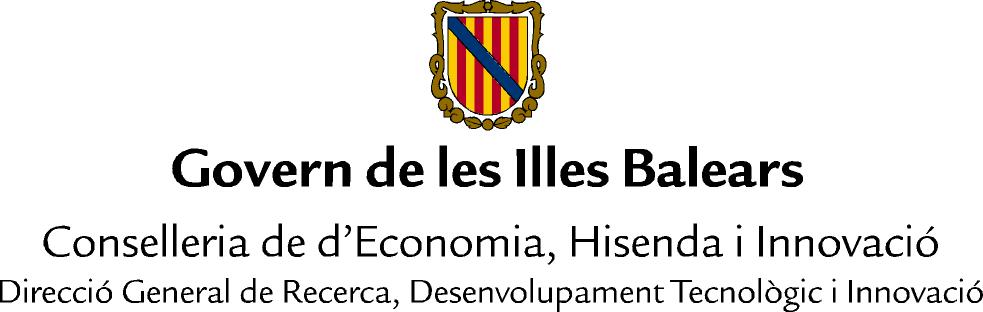 Govern de les Illes Balears
Conselleria de d'Economia, Hisenda i Innovació
Direcció General de Recerca, Desenvolupament Tecnològic i Innovació